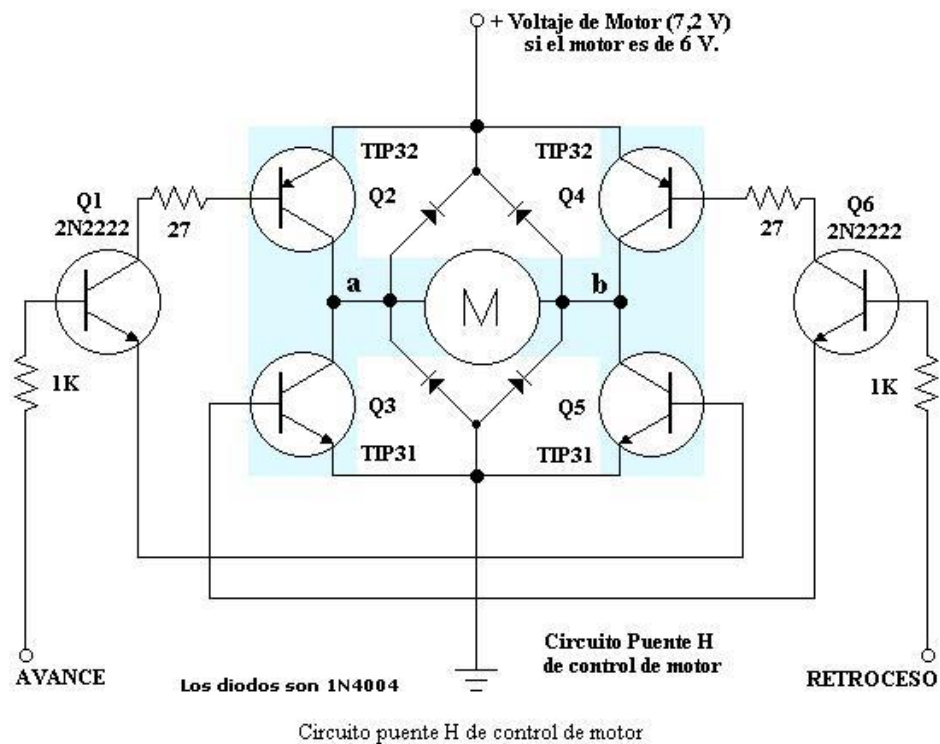 + Voltaje de Motor (7,2 V)
si el motor es de 6 V.
TIP32
TIP32
Q1
2N2222
27
Q2
Q4
27
Q6
2N2222
a
M
b
1K
Q3
Q5
1K
TIP31
TIP31
Circuito Puente H
de control de motor
AVANCE
Los diodos son 1N4004
RETROCESO
Circuito puente H de control de motor